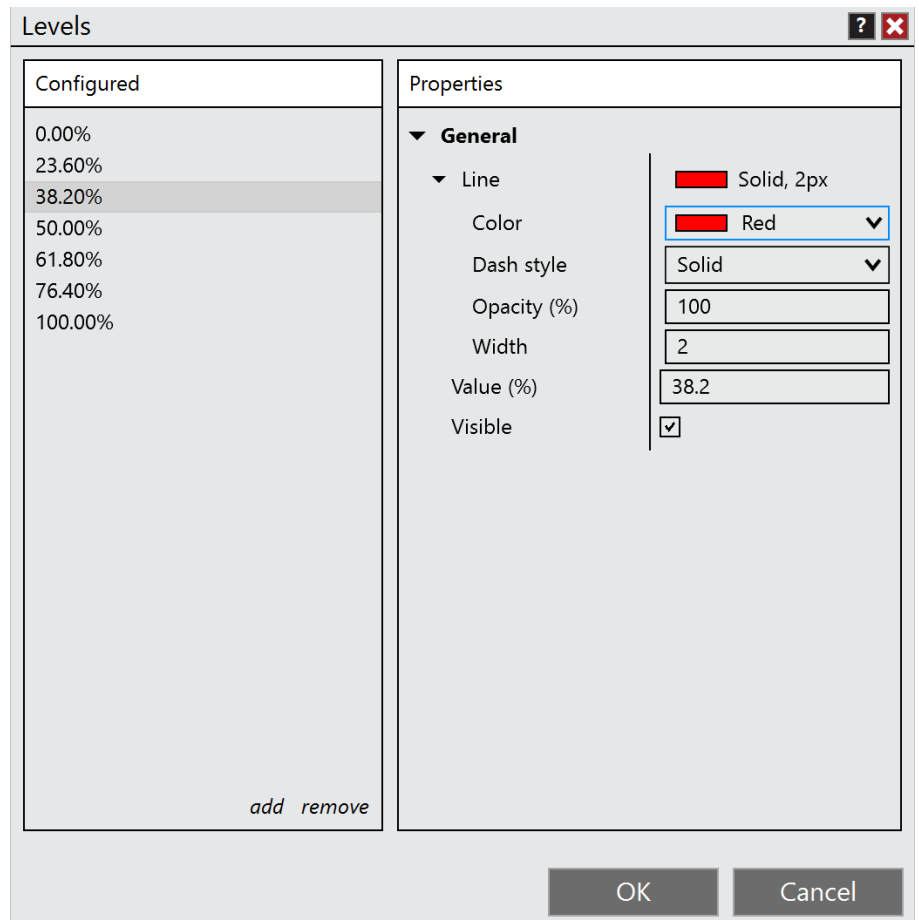 Levels ?
Configured
0.00%
23.60%
38.20%
50.00%
61.80%
76.40%
100.00%
add remove
Properties
General
Line Solid, 2px
Color Red
Dash style Solid
Opacity (%) 100
Width 2
Value (%) 38.2
Visible
OK Cancel